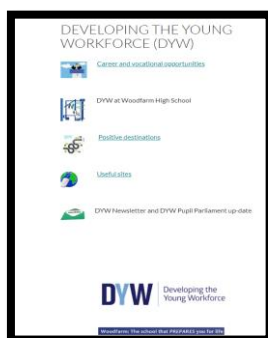 DEVELOPING THE YOUNG
WORKFORCE (DYW)
Career and vocational opportunities
DYW at Woodfarm High School
Positive destinations
Useful sites
DYW Newsletter and DYW Pupil Parliament up-date
DYW
Developing the
Young Workforce
Woodfarm: The school that PREPARES you for life